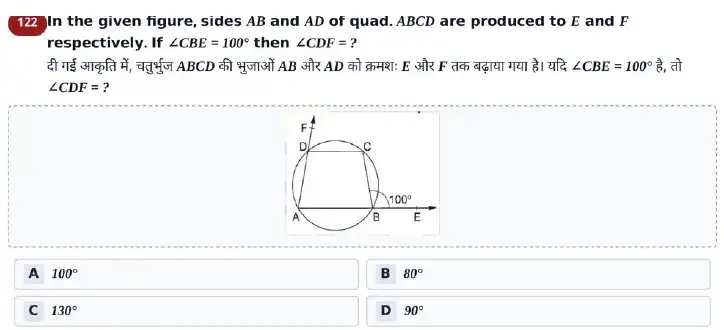 122 In the given figure, sides AB and AD of quad. ABCD are produced to E and F
respectively. If ∠CBE = 100° then ∠CDF = ?
दी गई आकृति में, चतुर्भुज ABCD की भुजाओं AB और AD को क्रमशः E और F तक बढ़ाया गया है। यदि ∠CBE = 100° है, तो
∠CDF = ?
F
D C
100°
A B E
A 100° B 80°
C 130° D 90°